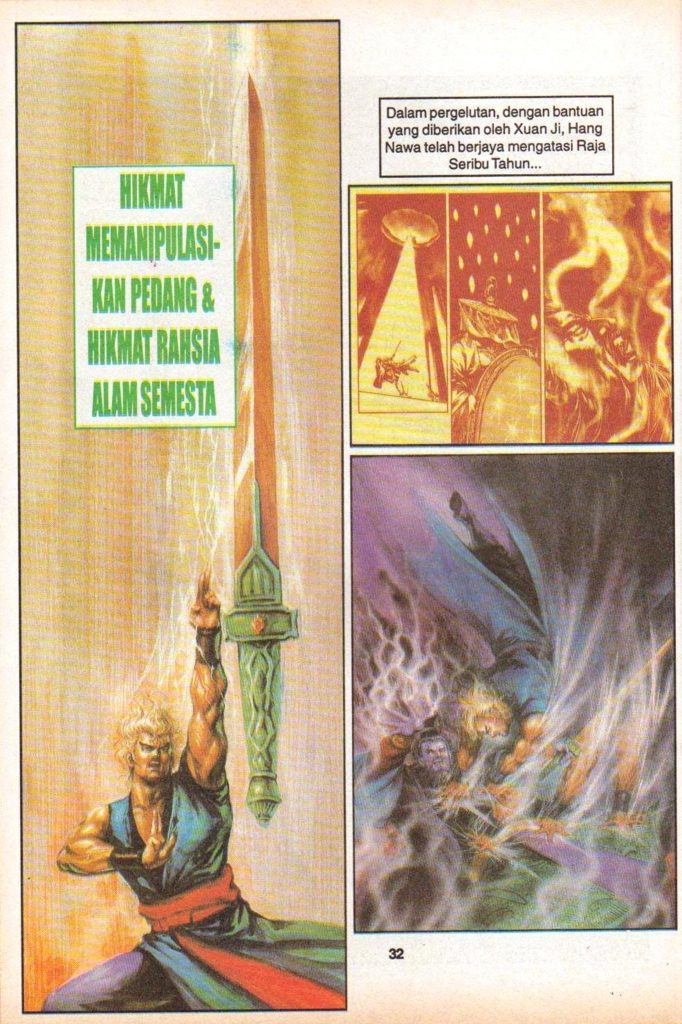 HIKMAT
MEMANIPULASI-
KAN PEDANG &
HIKMAT RAHSIA
ALAM SEMESTA
Dalam pergelutan, dengan bantuan
yang diberikan oleh Xuan Ji, Hang
Nawa telah berjaya mengatasi Raja
Seribu Tahun...
32